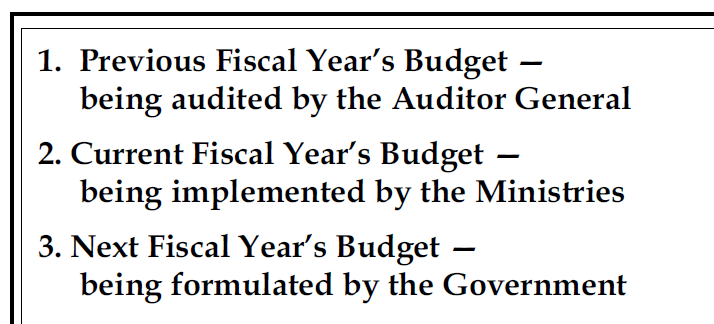 1. Previous Fiscal Year’s Budget —
being audited by the Auditor General
2. Current Fiscal Year’s Budget —
being implemented by the Ministries
3. Next Fiscal Year’s Budget —
being formulated by the Government